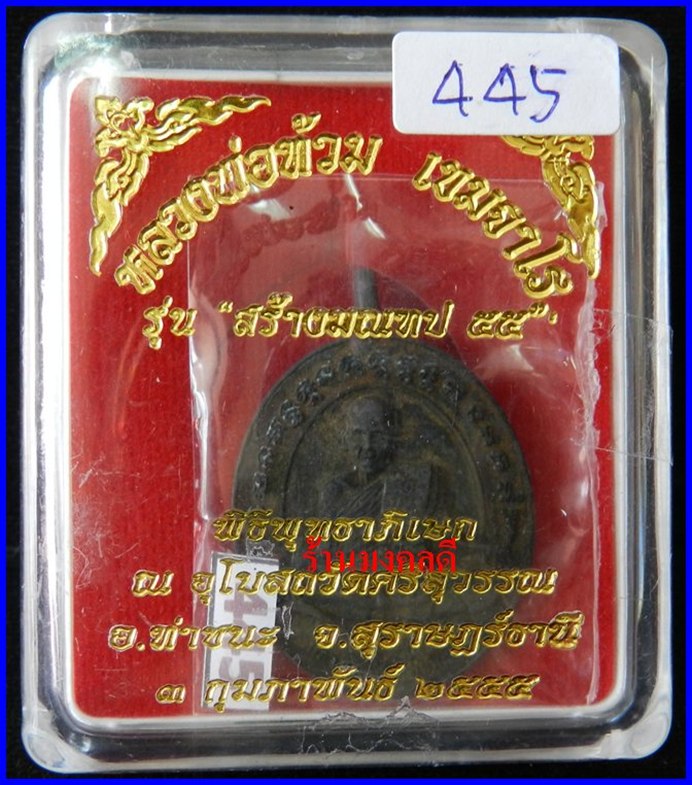 445
หลวงพ่อท้วม เขมจาโร
รุ่น "สร้างมณฑป ๕๕"
พิธีพุทธาภิเษก
ร้านมงคลดี
ณ อุโบสถวัดศรีสุวรรณ
อ.ท่าชนะ จ.สุราษฎร์ธานี
๓ กุมภาพันธ์ ๒๕๕๕
445